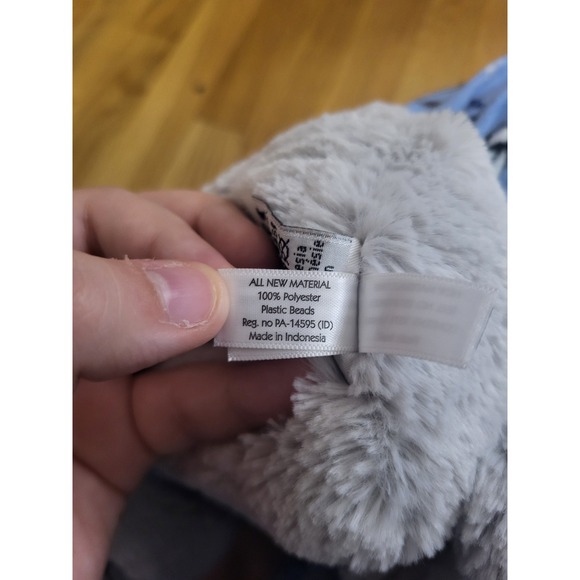 ALL NEW MATERIAL
100% Polyester
Plastic Beads
Reg. no PA-14595 (ID)
Made in Indonesia